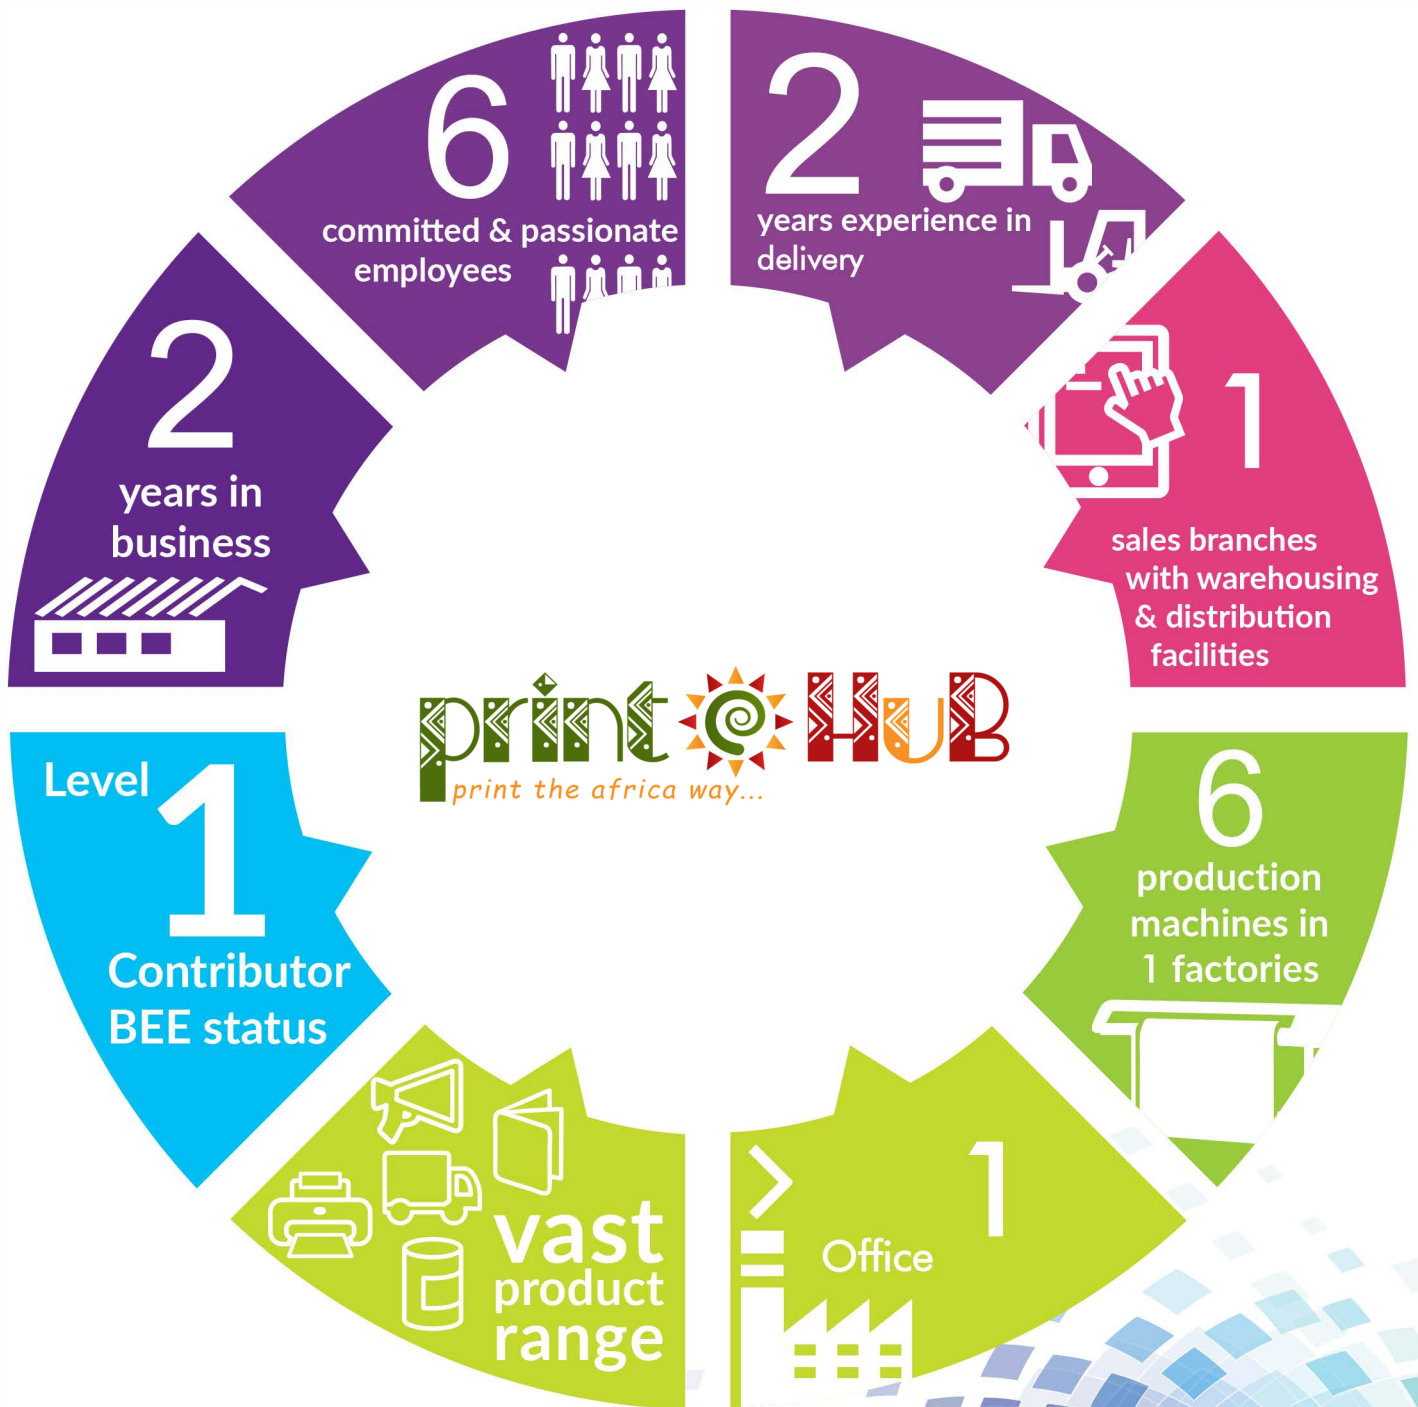 6
committed & passionate
employees
2
years experience in
delivery
1
sales branches
with warehousing
& distribution
facilities
6
production
machines in
1 factories
1
Office
vast
product
range
Level
1
Contributor
BEE status
2
years in
business
print HuB
print the africa way...